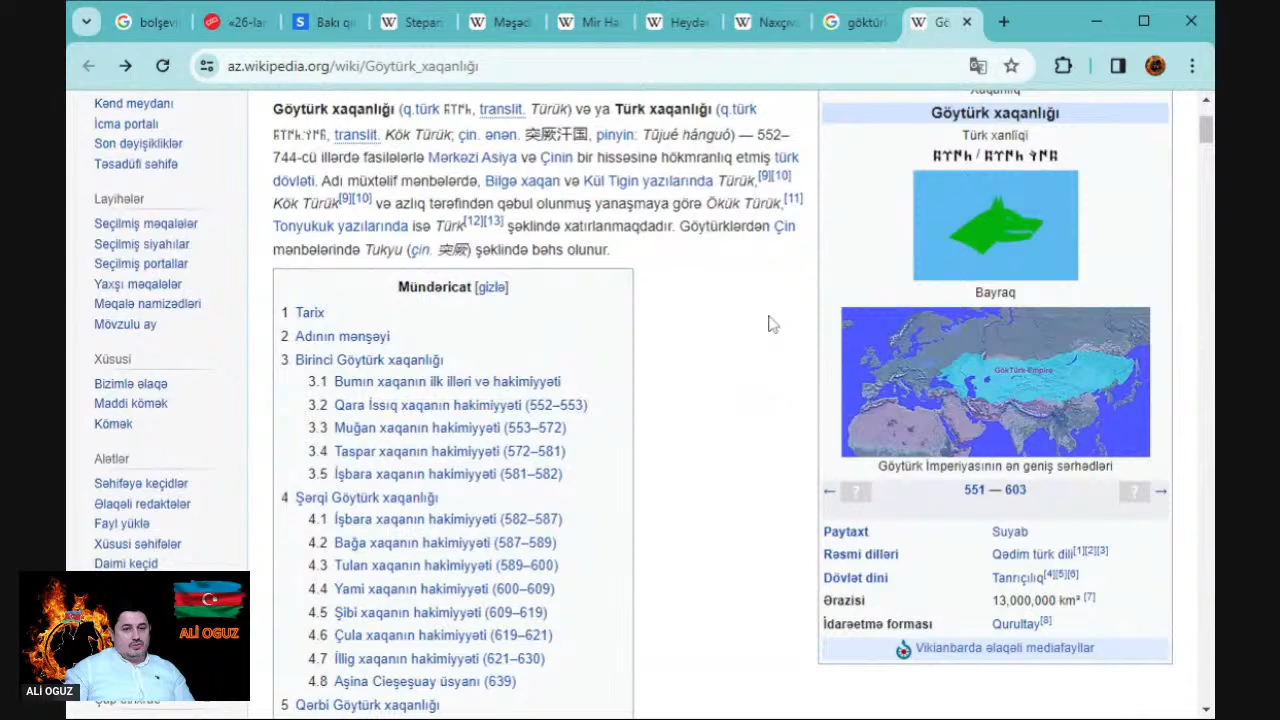 bolşevi
«26-lar
Bakı qı
Stepan
Məşədi
Mir Ha
Heydər
Naxçıva
göktürk
Gö
az.wikipedia.org/wiki/Göytürk_xaqanlığı
Kənd meydanı
İcma portalı
Son dəyişikliklər
Təsadüfi səhifə
Layihələr
Seçilmiş məqalələr
Seçilmiş siyahılar
Seçilmiş portallar
Yaxşı məqalələr
Məqalə namizədləri
Mövzulu ay
Xüsusi
Bizimlə əlaqə
Maddi kömək
Kömək
Alətlər
Səhifəyə keçidlər
Əlaqəli redaktələr
Fayl yüklə
Xüsusi səhifələr
Daimi keçid
Göytürk xaqanlığı (q.türk translit. Türük) və ya Türk xaqanlığı (q.türk
translit. Kök Türük; çin. ənən. 突厥汗国, pinyin: Tūjué hánguó) — 552–
744-cü illərdə fasilələrlə Mərkəzi Asiya və Çinin bir hissəsinə hökmranlıq etmiş türk
dövləti. Adı müxtəlif mənbələrdə, Bilgə xaqan və Kül Tigin yazılarında Türük,[9][10]
Kök Türük[9][10] və azlıq tərəfindən qəbul olunmuş yanaşmaya görə Ökük Türük,[11]
Tonyukuk yazılarında isə Türk[12][13] şəklində xatırlanmaqdadır. Göytürklərdən Çin
mənbələrində Tukyu (çin. 突厥) şəklində bəhs olunur.
Mündəricat [gizlə]
1 Tarix
2 Adının mənşəyi
3 Birinci Göytürk xaqanlığı
3.1 Bumın xaqanın ilk illəri və hakimiyyəti
3.2 Qara İssıq xaqanın hakimiyyəti (552–553)
3.3 Muğan xaqanın hakimiyyəti (553–572)
3.4 Taspar xaqanın hakimiyyəti (572–581)
3.5 İşbara xaqanın hakimiyyəti (581–582)
4 Şərqi Göytürk xaqanlığı
4.1 İşbara xaqanın hakimiyyəti (582–587)
4.2 Bağa xaqanın hakimiyyəti (587–589)
4.3 Tulan xaqanın hakimiyyəti (589–600)
4.4 Yami xaqanın hakimiyyəti (600–609)
4.5 Şibi xaqanın hakimiyyəti (609–619)
4.6 Çula xaqanın hakimiyyəti (619–621)
4.7 İllig xaqanın hakimiyyəti (621–630)
4.8 Aşina Cieşeşuay üsyanı (639)
5 Qərbi Göytürk xaqanlığı
Xaqanlıq
Göytürk xaqanlığı
Türk xanlıqı
Bayraq
GökTürk Empire
Göytürk İmperiyasının ən geniş sərhədləri
← ? 551 — 603 ? →
Paytaxt Suyab
Rəsmi dilləri Qədim türk dili[1][2][3]
Dövlət dini Tanrıçılıq[4][5][6]
Ərazisi 13,000,000 km² [7]
İdarəetmə forması Qurultay[8]
Vikianbarda əlaqəli mediafayllar
ALİ OGUZ
ALİ OGUZ